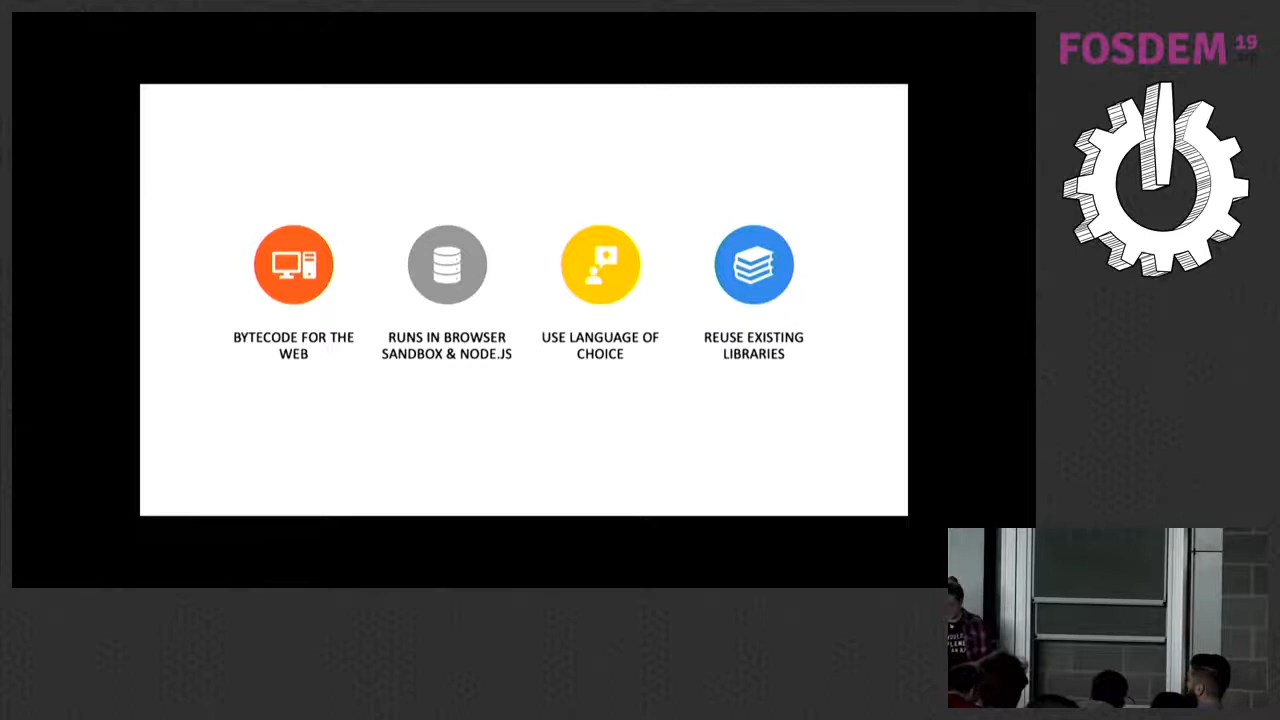 FOSDEM 19
BYTECODE FOR THE
WEB
RUNS IN BROWSER
SANDBOX & NODE.JS
USE LANGUAGE OF
CHOICE
REUSE EXISTING
LIBRARIES